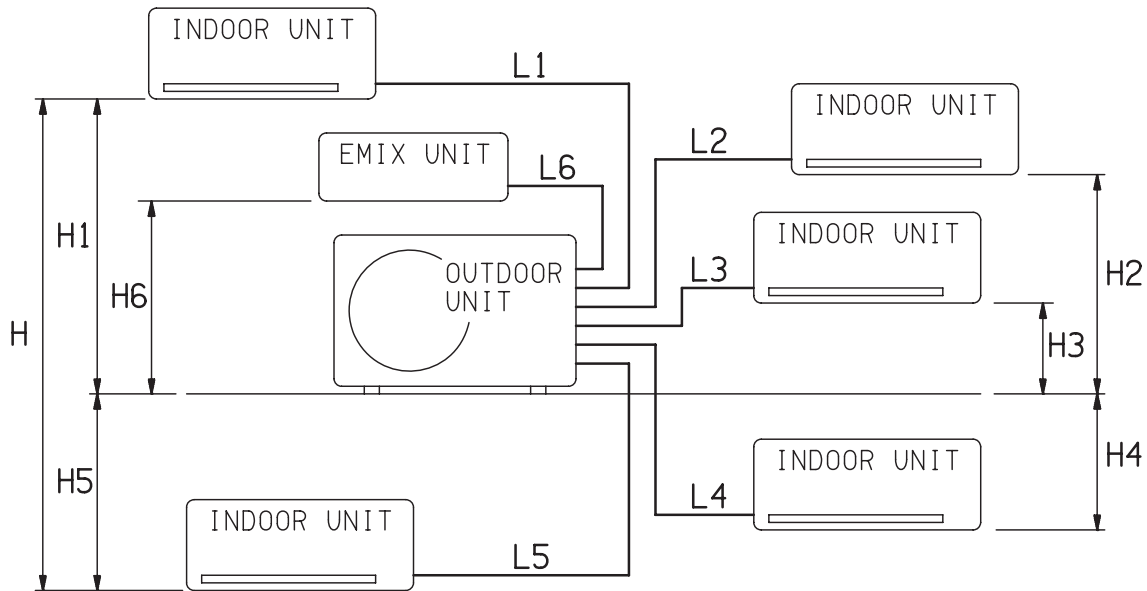 INDOOR UNIT
L1
INDOOR UNIT
EMIX UNIT
L2
L6
H1
INDOOR UNIT
OUTDOOR
UNIT
L3
H2
H6
H
H3
INDOOR UNIT
H4
H5
L4
INDOOR UNIT
L5